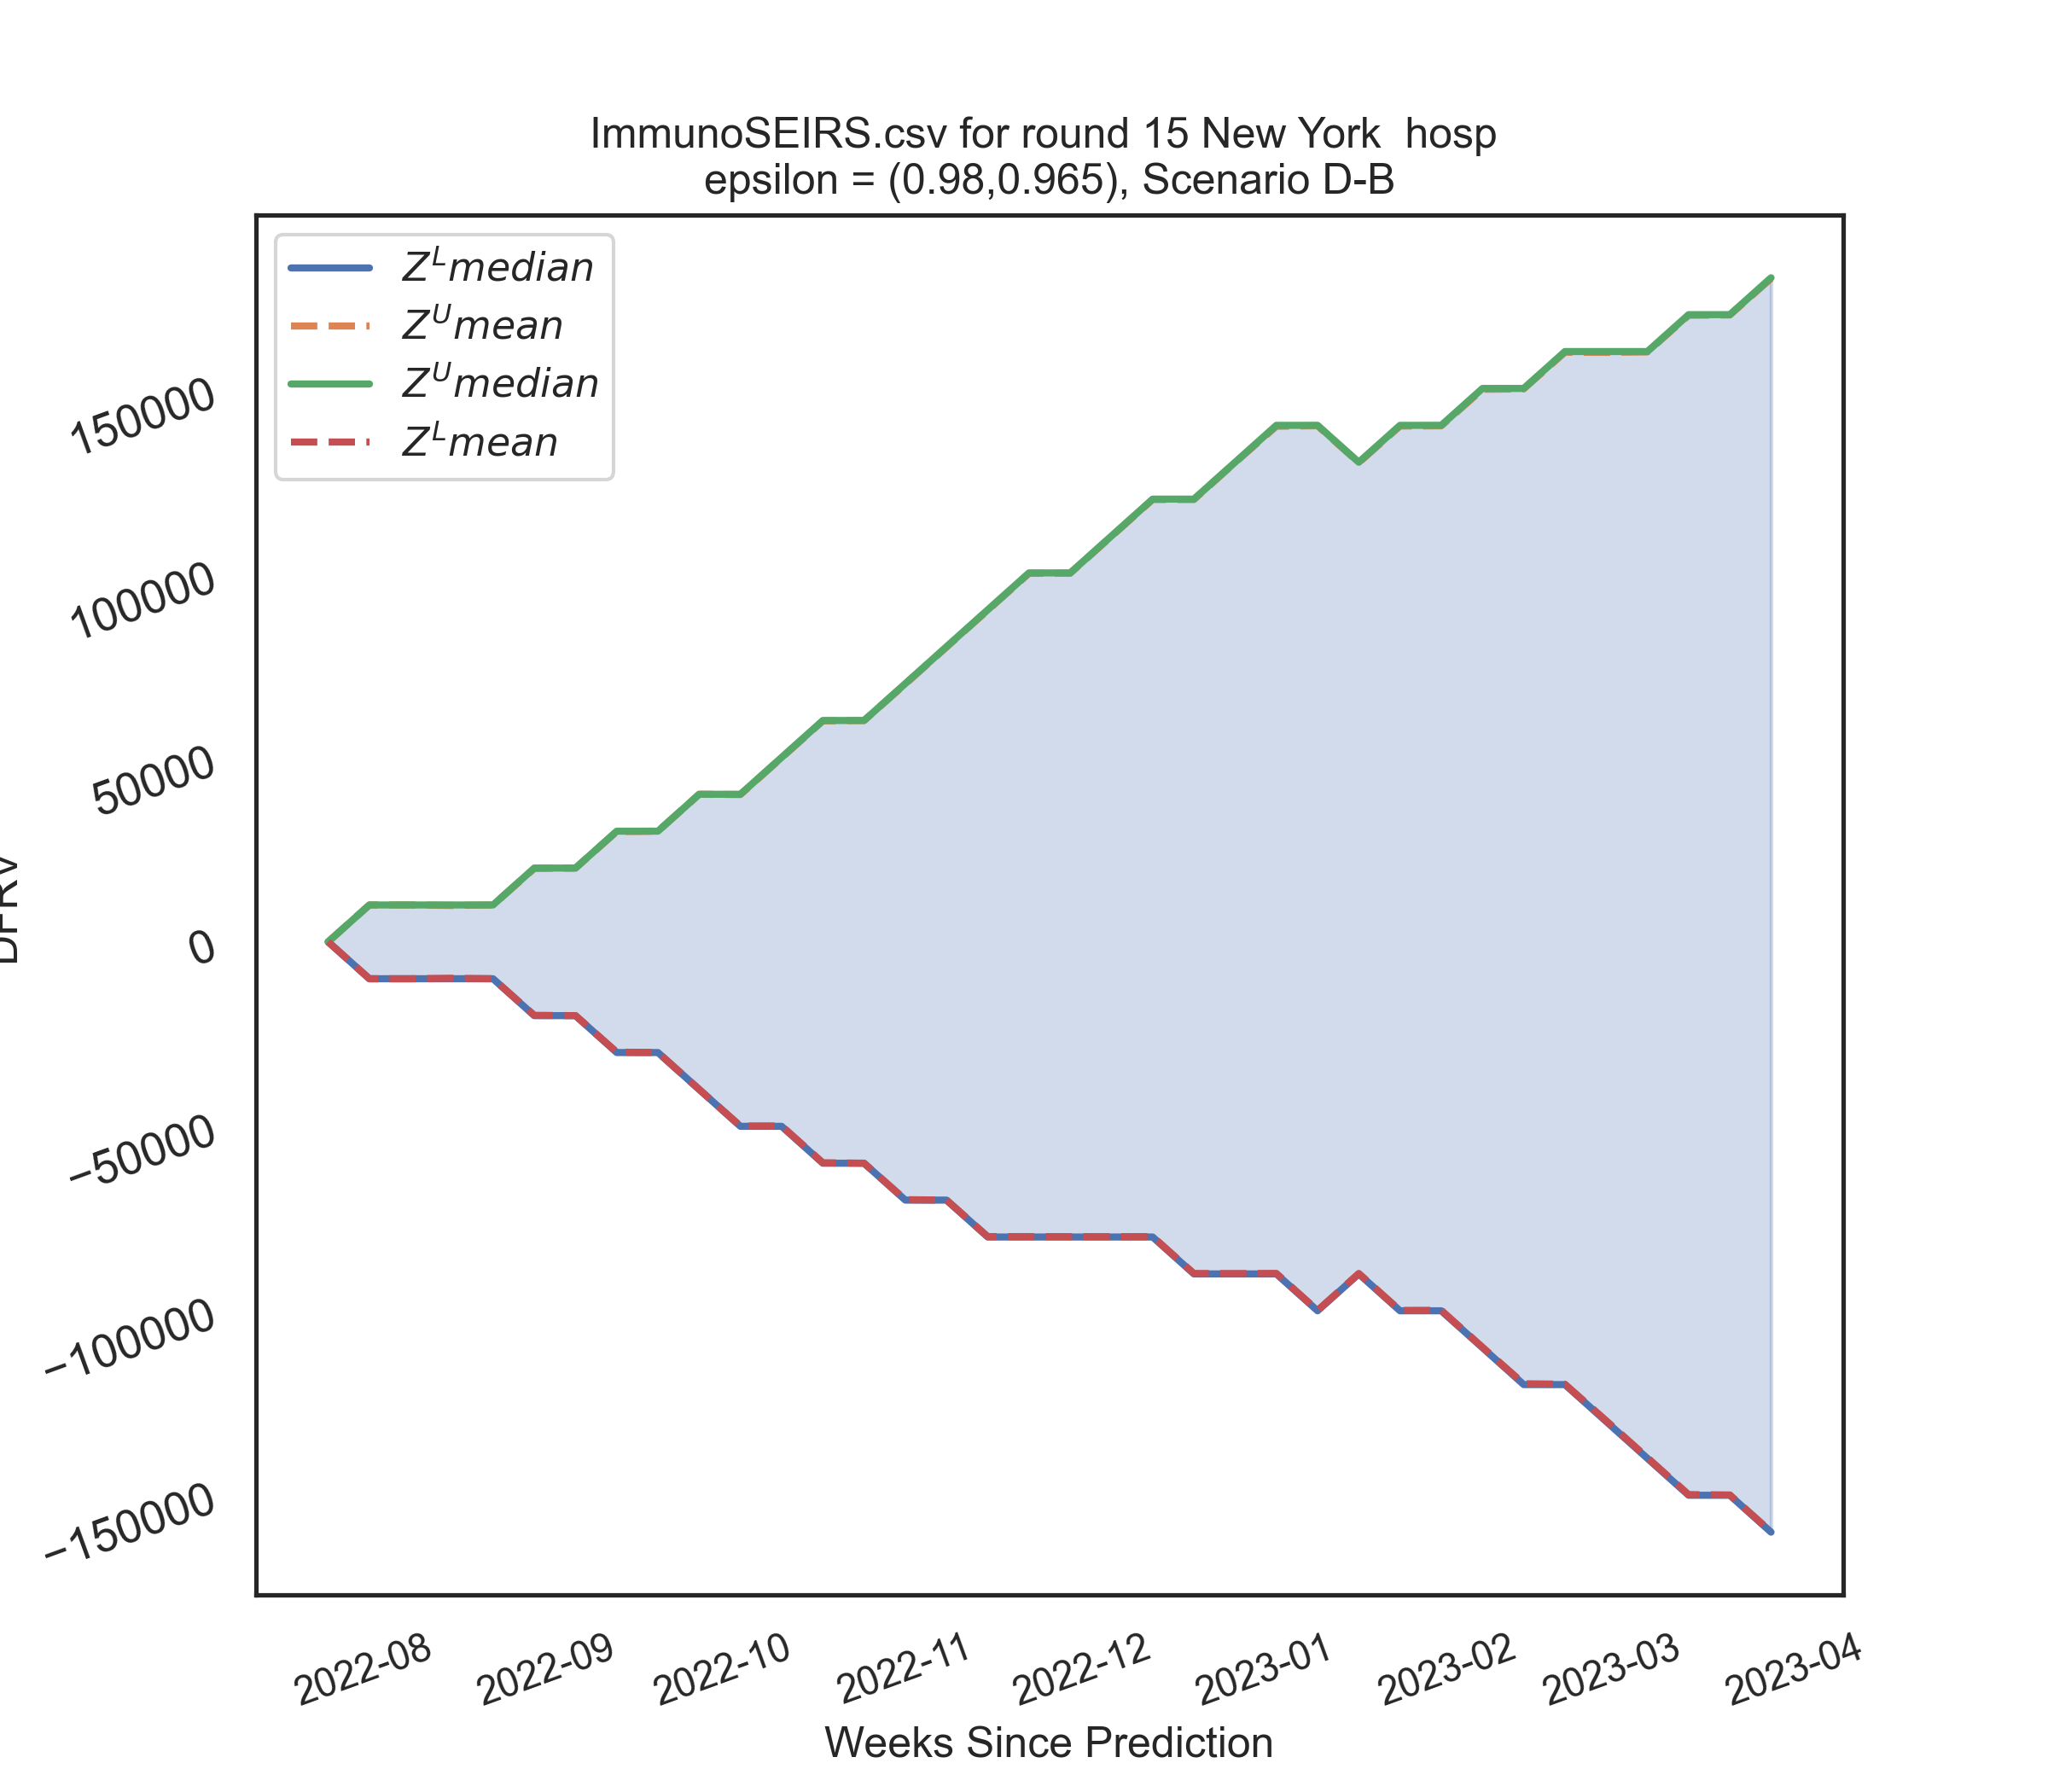 ImmunoSEIRS.csv for round 15 New York  hosp
epsilon = (0.98,0.965), Scenario D-B
Z^L median
Z^U mean
Z^U median
Z^L mean
150000
100000
50000
0
−50000
−100000
−150000
2022-08
2022-09
2022-10
2022-11
2022-12
2023-01
2023-02
2023-03
2023-04
Weeks Since Prediction